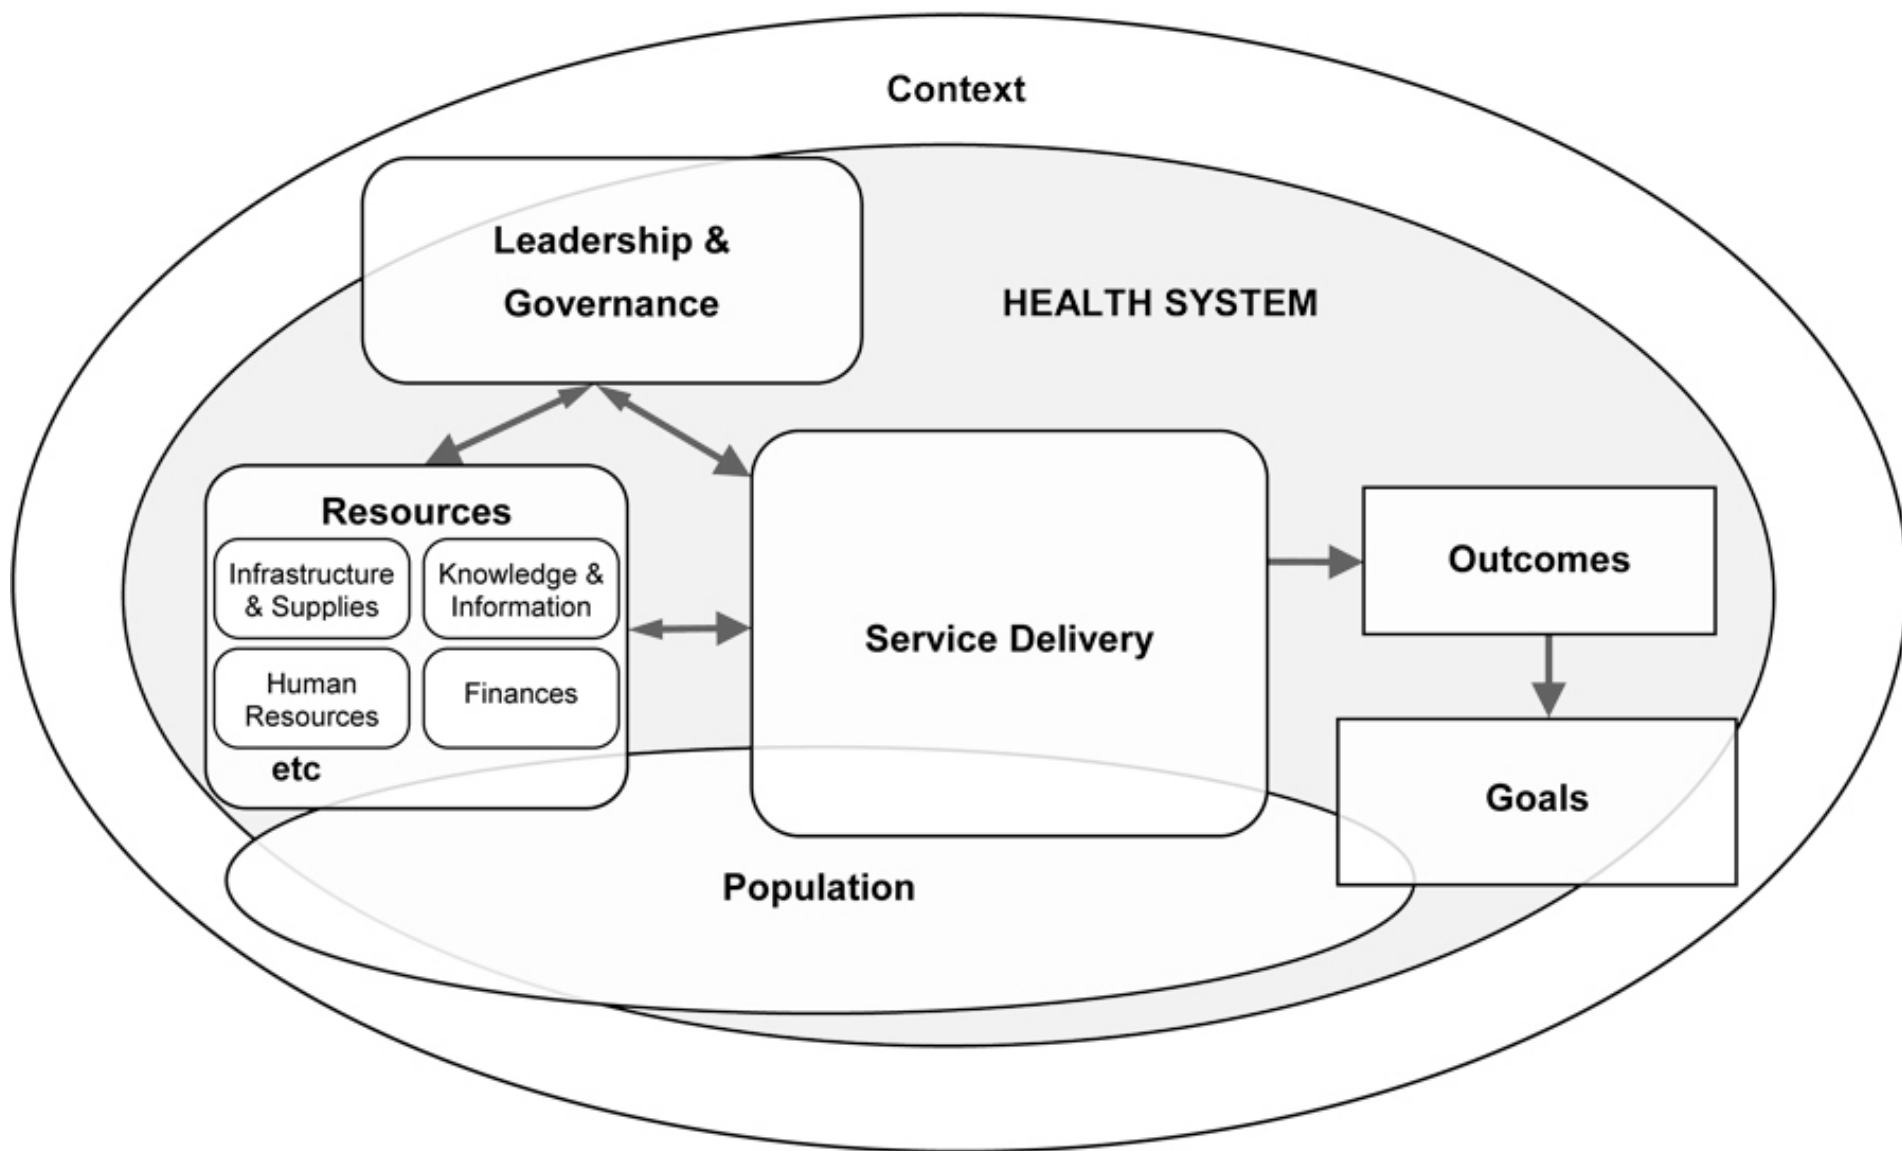 Context
Leadership &
Governance
HEALTH SYSTEM
Resources
Infrastructure
& Supplies
Knowledge &
Information
Human
Resources
Finances
etc
Service Delivery
Outcomes
Goals
Population